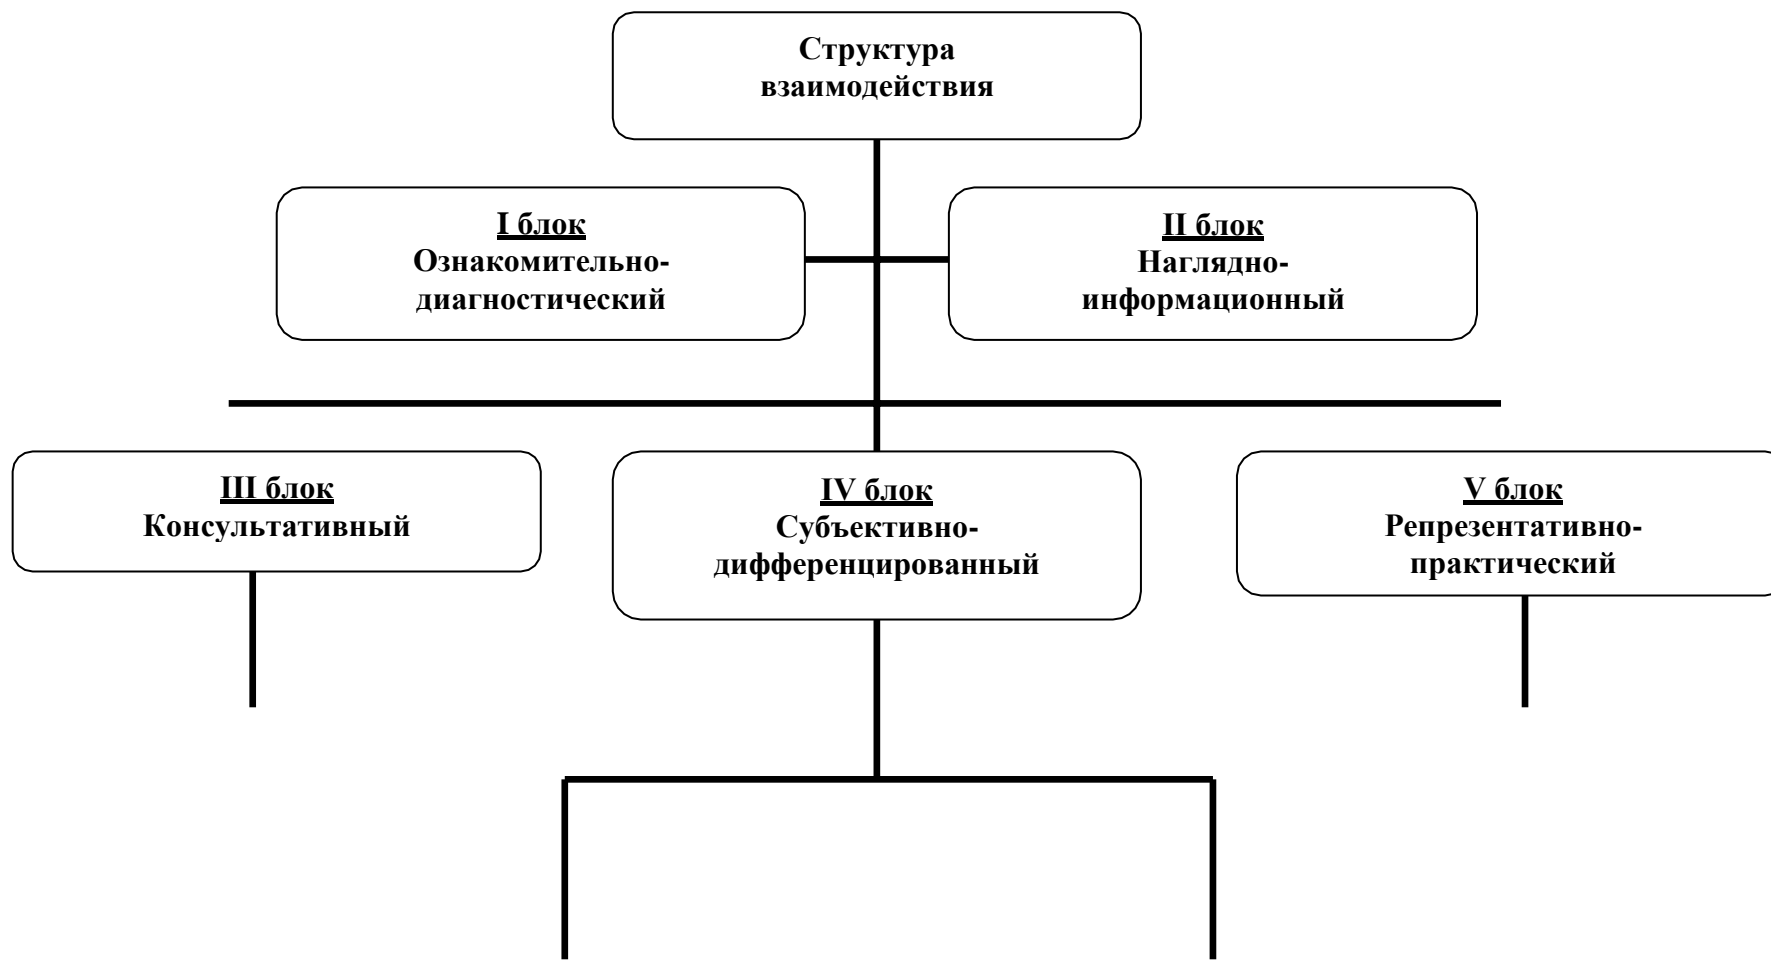 Структура
взаимодействия
I блок
Ознакомительно-
диагностический
II блок
Наглядно-
информационный
III блок
Консультативный
IV блок
Субъективно-
дифференцированный
V блок
Репрезентативно-
практический